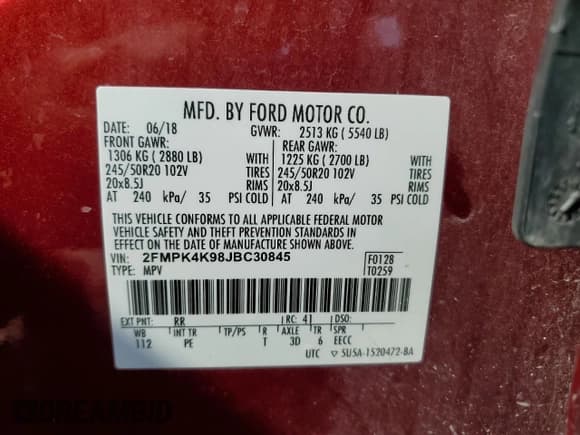 MFD. BY FORD MOTOR CO.
DATE: 06/18 GVWR: 2513 KG ( 5540 LB)
FRONT GAWR: REAR GAWR:
1306 KG ( 2880 LB) WITH 1225 KG ( 2700 LB) WITH
245/50R20 102V TIRES 245/50R20 102V TIRES
20x8.5J RIMS 20x8.5J RIMS
AT 240 kPa/ 35 PSI COLD AT 240 kPa/ 35 PSI COLD
THIS VEHICLE CONFORMS TO ALL APPLICABLE FEDERAL MOTOR
VEHICLE SAFETY AND THEFT PREVENTION STANDARDS IN
EFFECT ON THE DATE OF MANUFACTURE SHOWN ABOVE.
VIN: 2FMPK4K98JBC30845 F0128
TYPE: MPV T0259
EXT PNT: RR RC: 41 DSO:
WB INT TR TP/PS R AXLE TR SPR
112 PE T 3D 6 EECC
UTC ▽ 5U5A-1520472-BA
DREAMBID